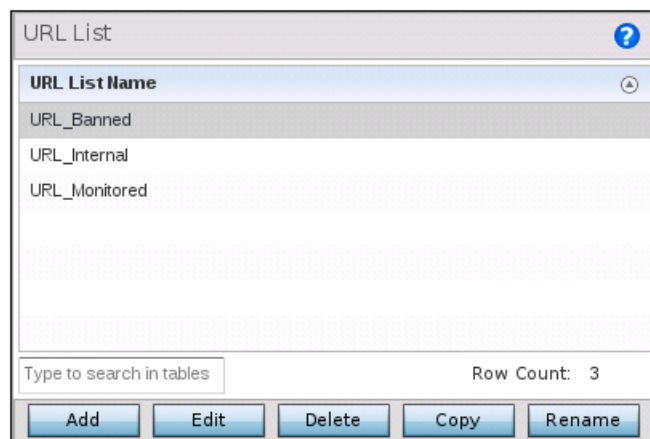 URL List
?
URL List Name
URL_Banned
URL_Internal
URL_Monitored
Type to search in tables Row Count: 3
Add Edit Delete Copy Rename